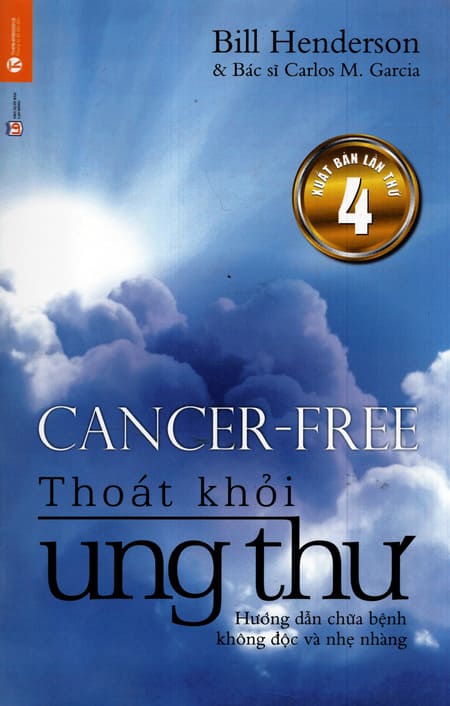 Bill Henderson
& Bác sĩ Carlos M. Garcia
XUẤT BẢN LẦN THỨ
4
CANCER-FREE
Thoát khỏi
ung thư
Hướng dẫn chữa bệnh
không độc và nhẹ nhàng